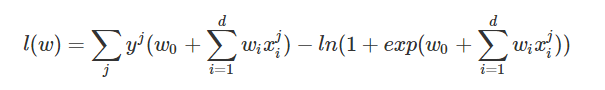 l(w) = ∑_j y^j(w_0 + ∑_{i=1}^{d} w_i x_i^j) − ln(1 + exp(w_0 + ∑_{i=1}^{d} w_i x_i^j))